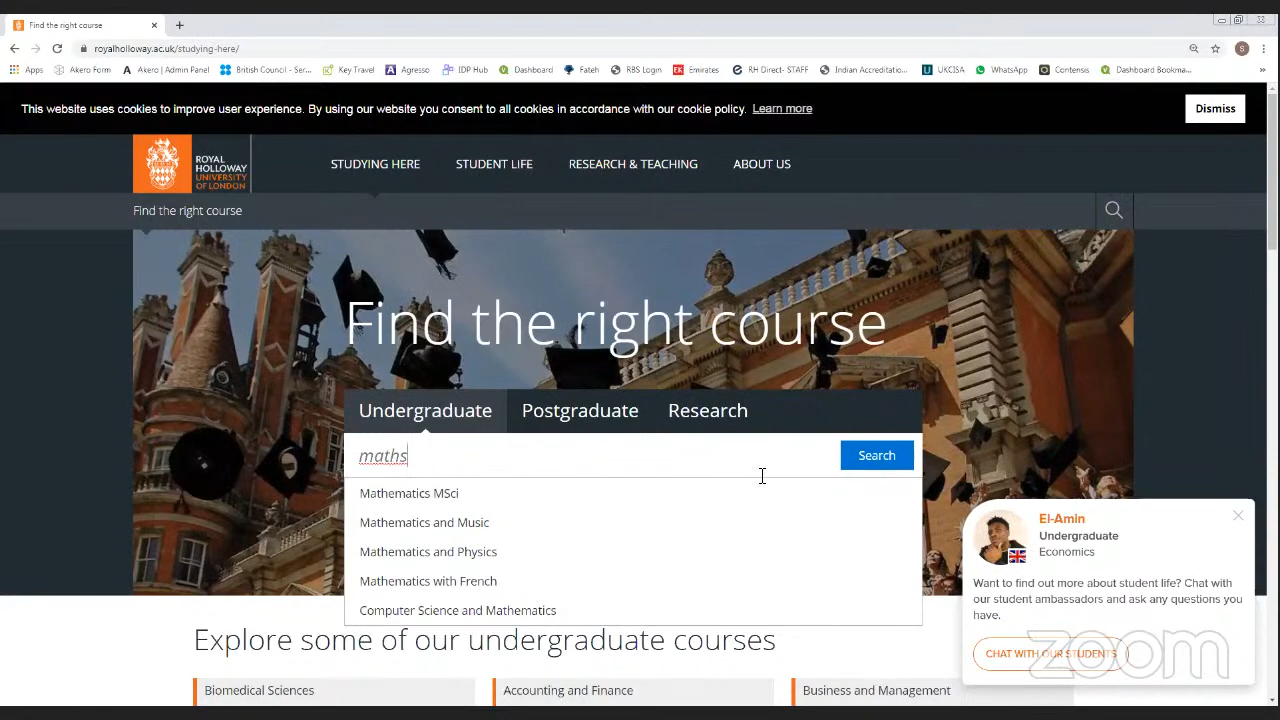 Find the right course
royalholloway.ac.uk/studying-here/
S
Apps
Akero Form
Akero | Admin Panel
British Council - Ser...
Key Travel
Agresso
IDP Hub
Dashboard
Fateh
RBS Login
Emirates
RH Direct- STAFF
Indian Accreditatio...
UKCISA
WhatsApp
Contensis
Dashboard Bookma...
This website uses cookies to improve user experience. By using our website you consent to all cookies in accordance with our cookie policy. Learn more
Dismiss
ROYAL
HOLLOWAY
UNIVERSITY
OF LONDON
STUDYING HERE
STUDENT LIFE
RESEARCH & TEACHING
ABOUT US
Find the right course
Find the right course
Undergraduate
Postgraduate
Research
maths
Search
Mathematics MSci
Mathematics and Music
Mathematics and Physics
Mathematics with French
Computer Science and Mathematics
El-Amin
Undergraduate
Economics
Want to find out more about student life? Chat with
our student ambassadors and ask any questions you
have.
CHAT WITH OUR STUDENTS
zoom
Explore some of our undergraduate courses
Biomedical Sciences
Accounting and Finance
Business and Management